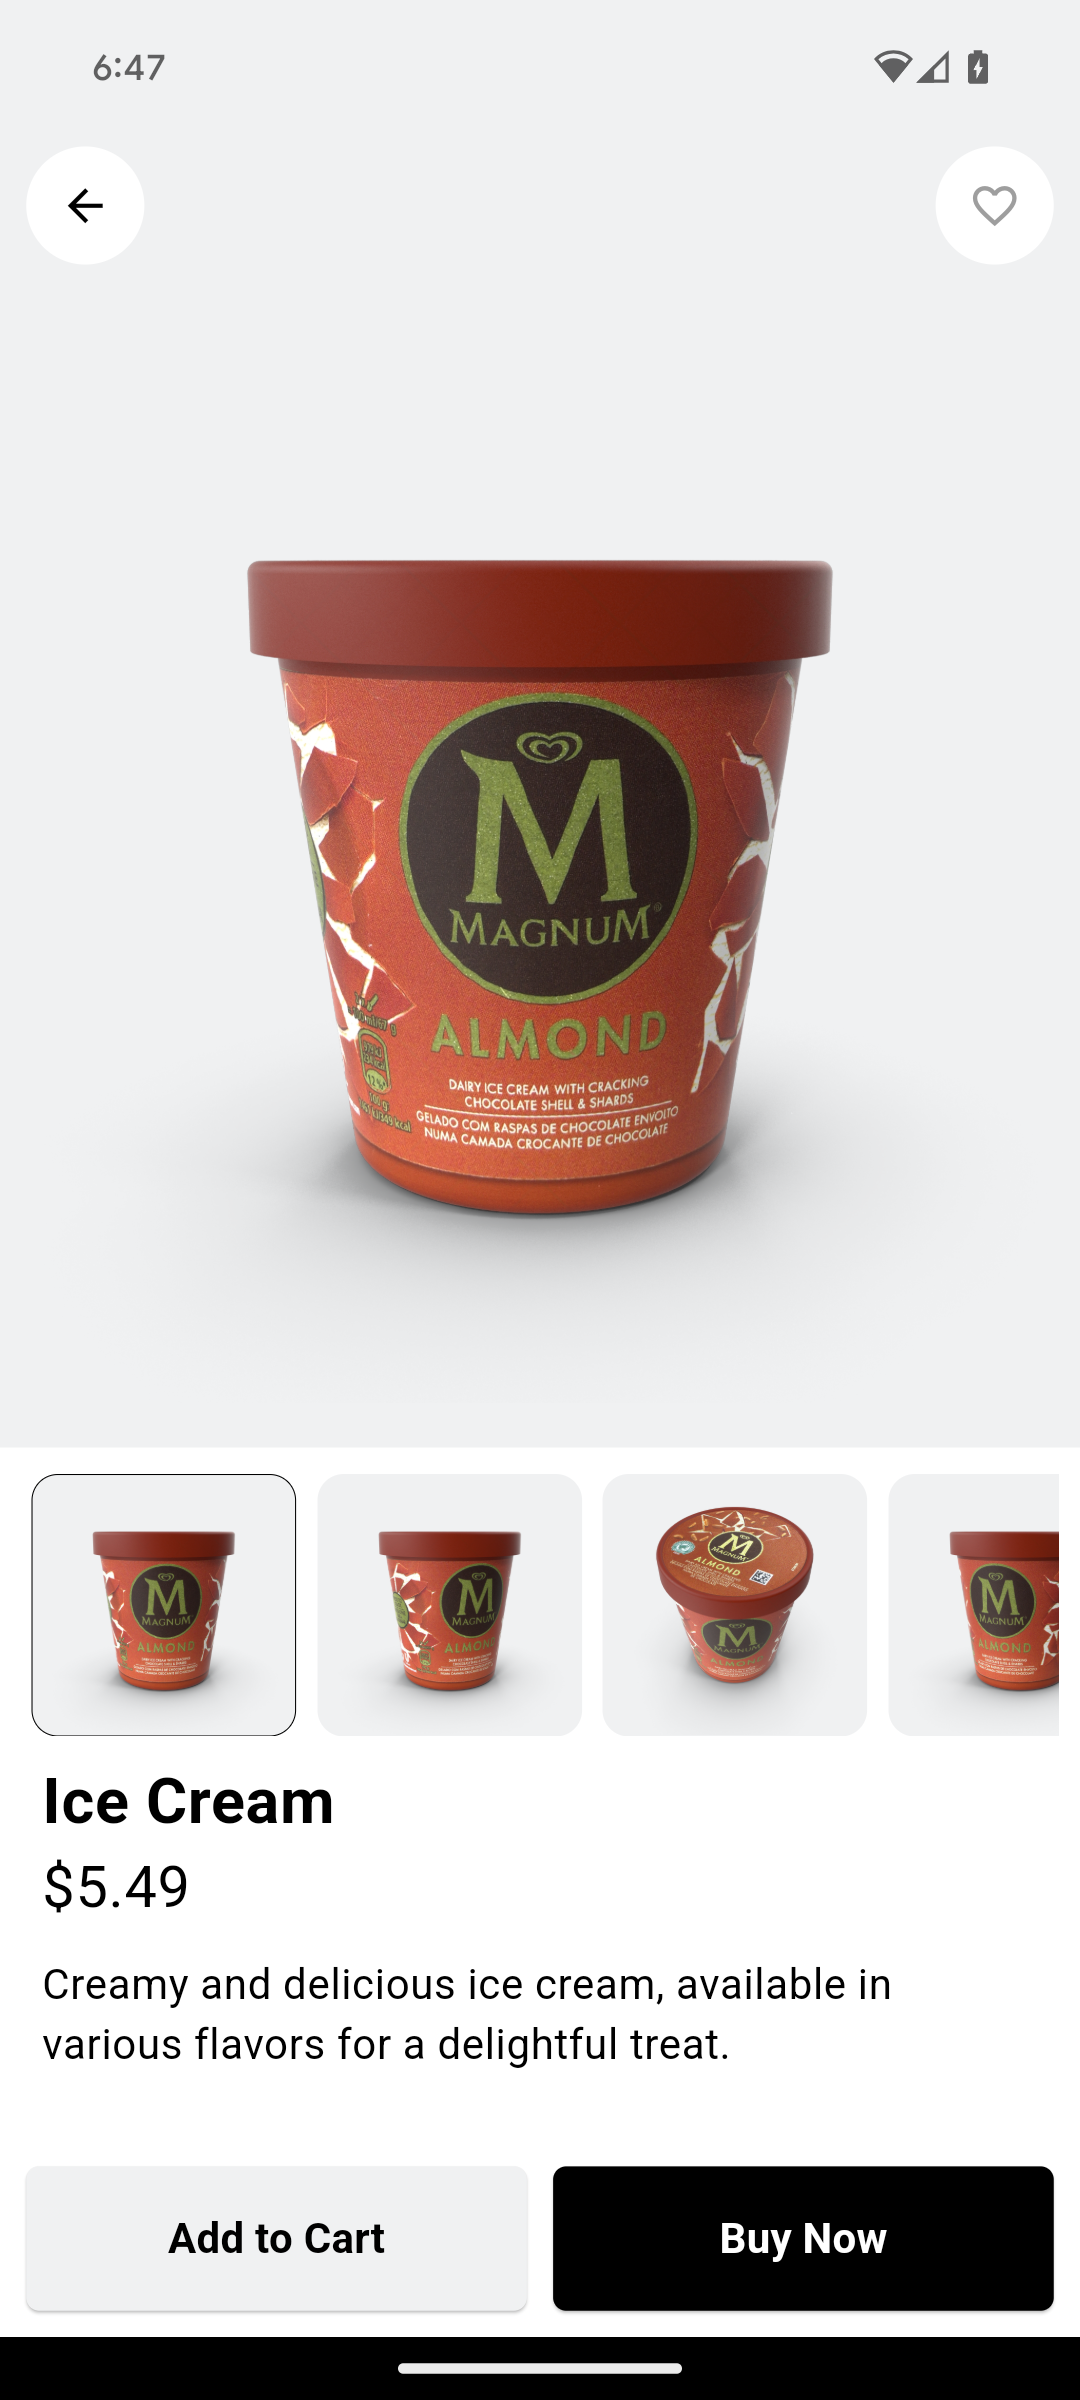 6:47
M
MAGNUM
ALMOND
DAIRY ICE CREAM WITH CRACKING
CHOCOLATE SHELL & SHARDS
GELADO COM RASPAS DE CHOCOLATE ENVOLTO
NUMA CAMADA CROCANTE DE CHOCOLATE
M
MAGNUM
ALMOND
M
MAGNUM
ALMOND
M
MAGNUM
ALMOND
M
ALMOND
M
MAGNUM
ALMOND
Ice Cream
$5.49
Creamy and delicious ice cream, available in
various flavors for a delightful treat.
Add to Cart
Buy Now